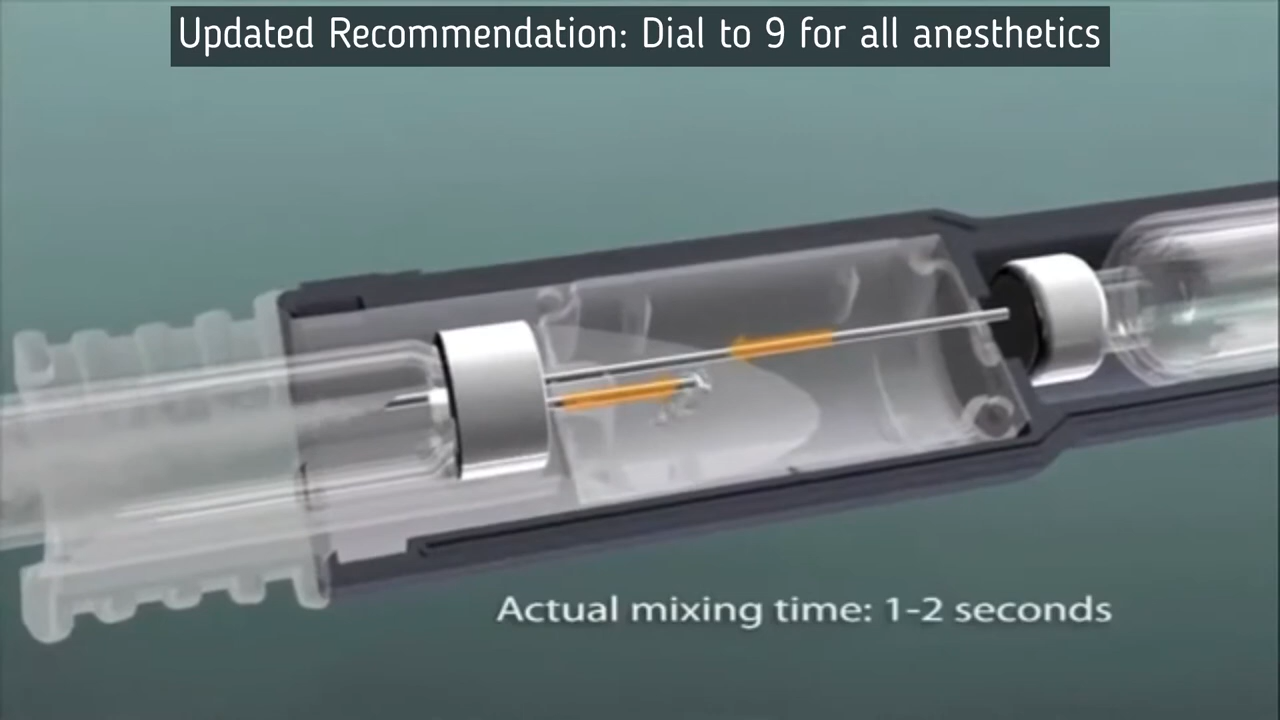 Updated Recommendation: Dial to 9 for all anesthetics
Actual mixing time: 1-2 seconds